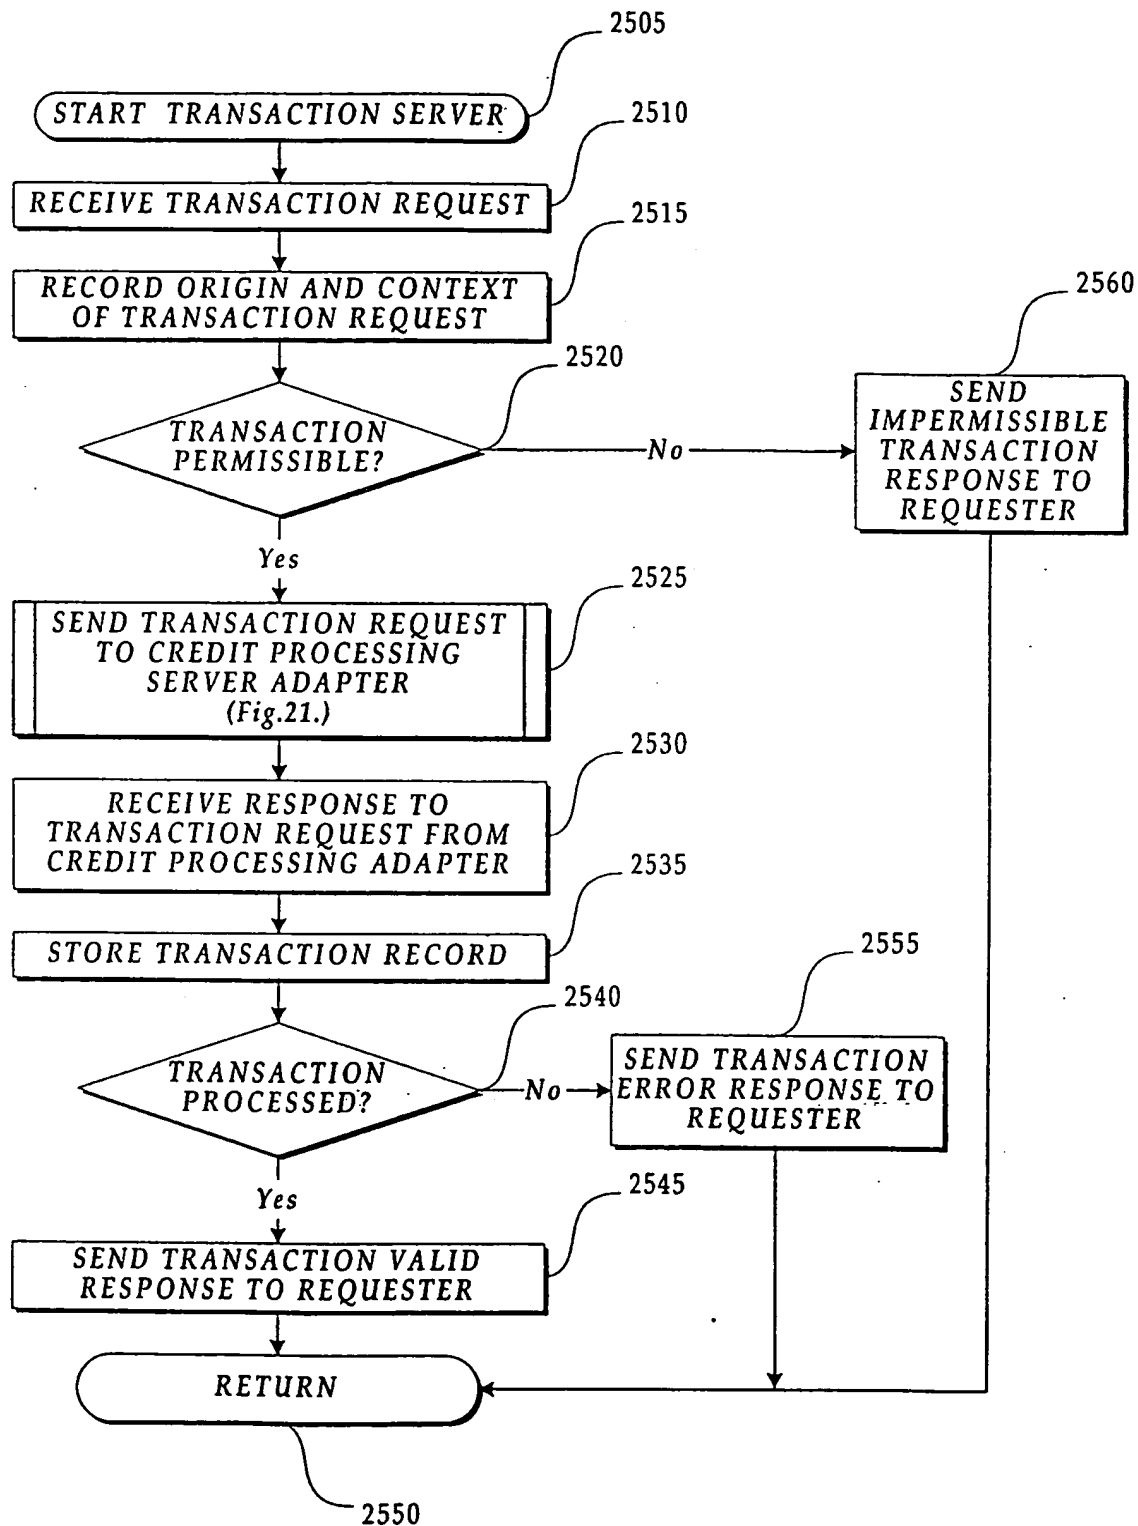 2505
START TRANSACTION SERVER
2510
RECEIVE TRANSACTION REQUEST
2515
RECORD ORIGIN AND CONTEXT
OF TRANSACTION REQUEST
2520
TRANSACTION
PERMISSIBLE?
No
2560
SEND
IMPERMISSIBLE
TRANSACTION
RESPONSE TO
REQUESTER
Yes
2525
SEND TRANSACTION REQUEST
TO CREDIT PROCESSING
SERVER ADAPTER
(Fig.21.)
2530
RECEIVE RESPONSE TO
TRANSACTION REQUEST FROM
CREDIT PROCESSING ADAPTER
2535
STORE TRANSACTION RECORD
2540
TRANSACTION
PROCESSED?
No
2555
SEND TRANSACTION
ERROR RESPONSE TO
REQUESTER
Yes
2545
SEND TRANSACTION VALID
RESPONSE TO REQUESTER
RETURN
2550